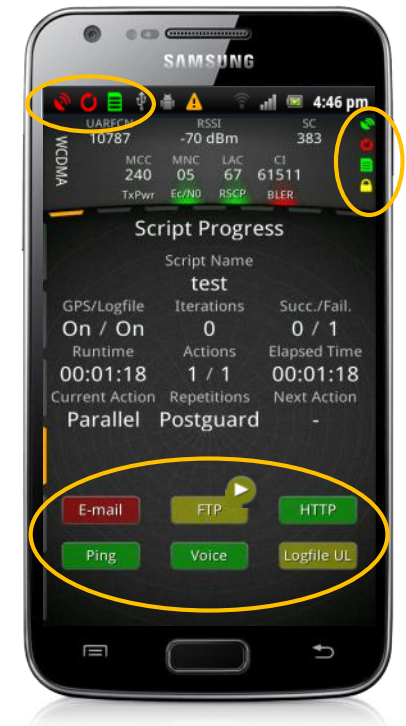 SAMSUNG
4:46 pm
UARFCN RSSI SC
10787 -70 dBm 383
WCDMA
MCC MNC LAC CI
240 05 67 61511
TxPwr Ec/N0 RSCP BLER
Script Progress
Script Name
test
GPS/Logfile Iterations Succ./Fail.
On / On 0 0 / 1
Runtime Actions Elapsed Time
00:01:18 1 / 1 00:01:18
Current Action Repetitions Next Action
Parallel Postguard -
E-mail FTP HTTP
Ping Voice Logfile UL